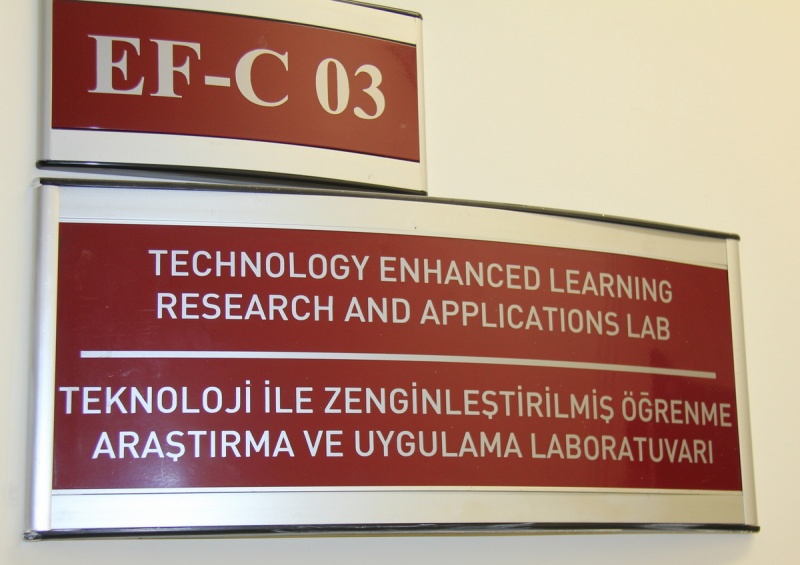 EF-C 03
TECHNOLOGY ENHANCED LEARNING
RESEARCH AND APPLICATIONS LAB
TEKNOLOJİ İLE ZENGİNLEŞTİRİLMİŞ ÖĞRENME
ARAŞTIRMA VE UYGULAMA LABORATUVARI